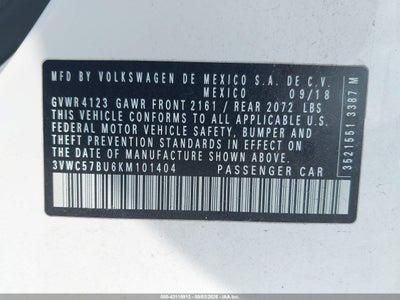 MFD BY VOLKSWAGEN DE MEXICO S.A. DE C.V.
MEXICO 09/18
GVWR 4123 GAWR FRONT 2161 / REAR 2072 LBS
THIS VEHICLE CONFORMS TO ALL APPLICABLE U.S.
FEDERAL MOTOR VEHICLE SAFETY, BUMPER AND
THEFT PREVENTION STANDARDS IN EFFECT ON THE
DATE OF MANUFACTURE SHOWN ABOVE
3VWC57BU6KM101404 PASSENGER CAR
3521551 3387 M